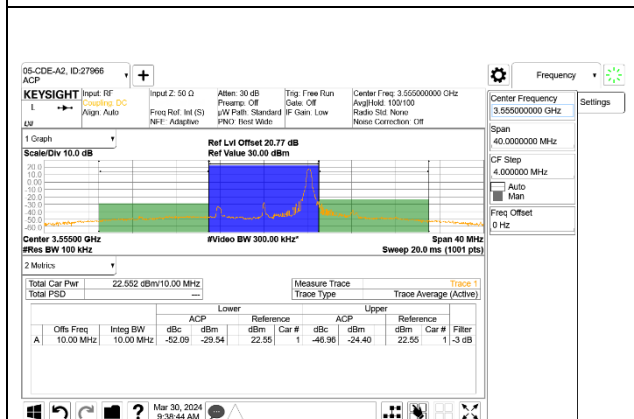 05-CDE-A2, ID:27966
ACP
Frequency
KEYSIGHT Input: RF Input Z: 50 Ω Atten: 30 dB Trig: Free Run Center Freq: 3.555000000 GHz
L Coupling: DC Preamp: Off Gate: Off Avg|Hold: 100/100
Align: Auto Freq Ref: Int (S) µW Path: Standard IF Gain: Low Radio Std: None
NFE: Adaptive PNO: Best Wide Noise Correction: Off
Center Frequency
3.555000000 GHz
Settings
Span
40.0000000 MHz
CF Step
4.000000 MHz
Auto
Man
Freq Offset
0 Hz
1 Graph
Scale/Div 10.0 dB
Ref Lvl Offset 20.77 dB
Ref Value 30.00 dBm
20.0
10.0
0.00
-10.0
-20.0
-30.0
-40.0
-50.0
-60.0
Center 3.55500 GHz #Video BW 300.00 kHz* Span 40 MHz
#Res BW 100 kHz Sweep 20.0 ms (1001 pts)
2 Metrics
Total Car Pwr 22.552 dBm/10.00 MHz Measure Trace Trace 1
Total PSD --- Trace Type Trace Average (Active)
Lower Upper
ACP Reference ACP Reference
Offs Freq Integ BW dBc dBm dBm Car # dBc dBm dBm Car # Filter
A 10.00 MHz 10.00 MHz -52.09 -29.54 22.55 1 -46.96 -24.40 22.55 1 -3 dB
?
Mar 30, 2024
9:38:44 AM